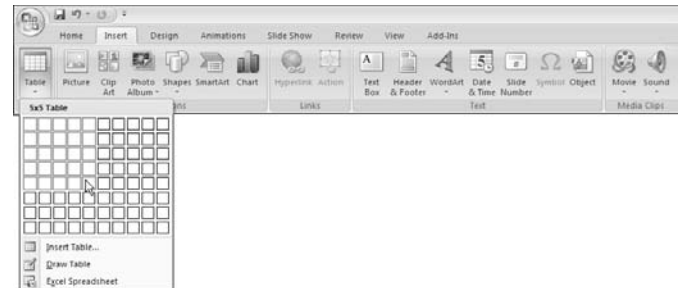 Home Insert Design Animations Slide Show Review View Add-Ins
Table Picture Clip Art Photo Album Shapes SmartArt Chart Hyperlink Action Text Box Header & Footer WordArt Date & Time Slide Number Symbol Object Movie Sound
Links Text Media Clips
5x5 Table
Insert Table...
Draw Table
Excel Spreadsheet